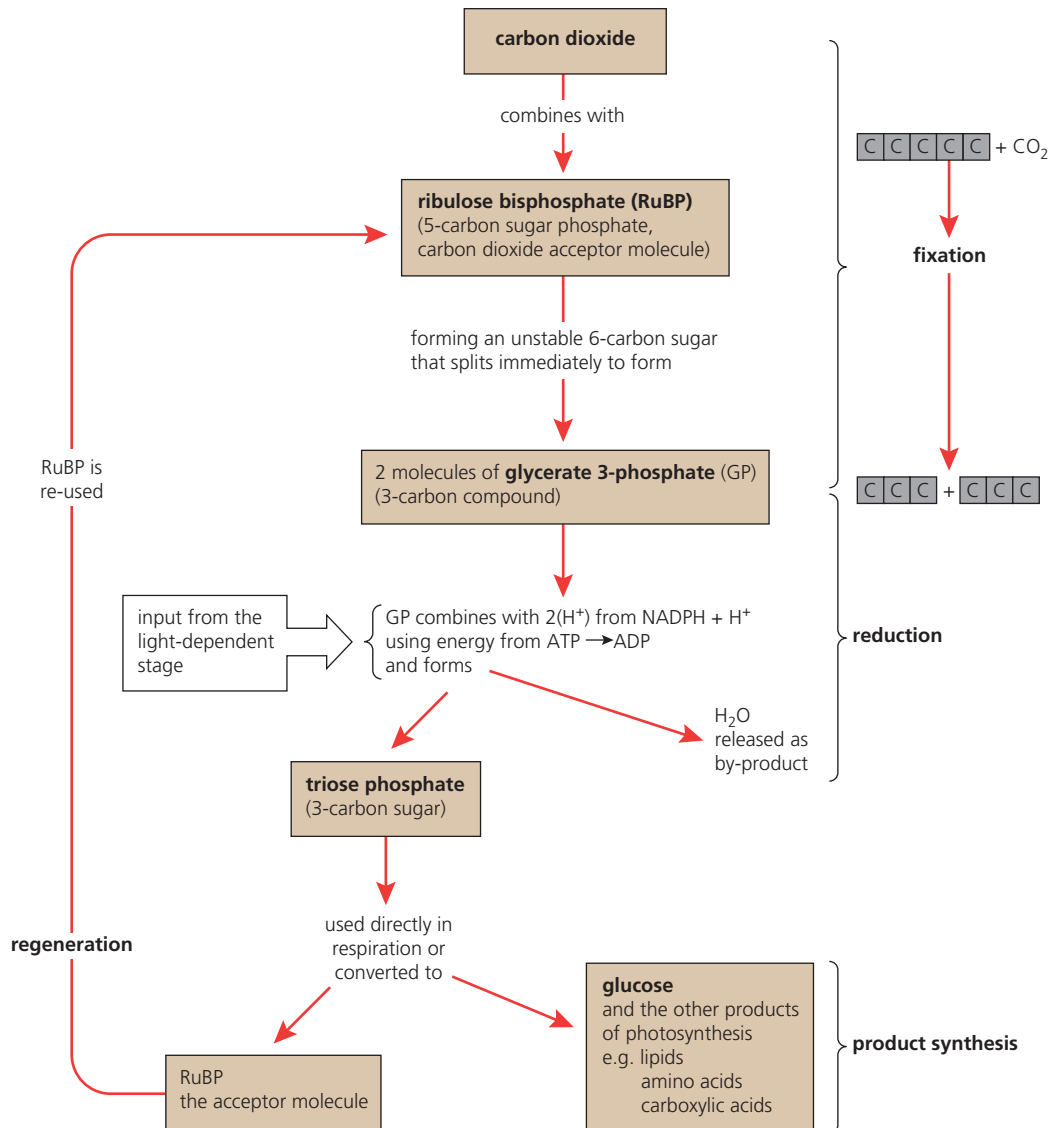 carbon dioxide
combines with
C C C C C + CO₂
ribulose bisphosphate (RuBP)
(5-carbon sugar phosphate,
carbon dioxide acceptor molecule)
fixation
forming an unstable 6-carbon sugar
that splits immediately to form
RuBP is
re-used
2 molecules of glycerate 3-phosphate (GP)
(3-carbon compound)
C C C + C C C
input from the
light-dependent
stage
GP combines with 2(H⁺) from NADPH + H⁺
using energy from ATP → ADP
and forms
reduction
H₂O
released as
by-product
triose phosphate
(3-carbon sugar)
used directly in
respiration or
converted to
regeneration
glucose
and the other products
of photosynthesis
e.g. lipids
amino acids
carboxylic acids
product synthesis
RuBP
the acceptor molecule